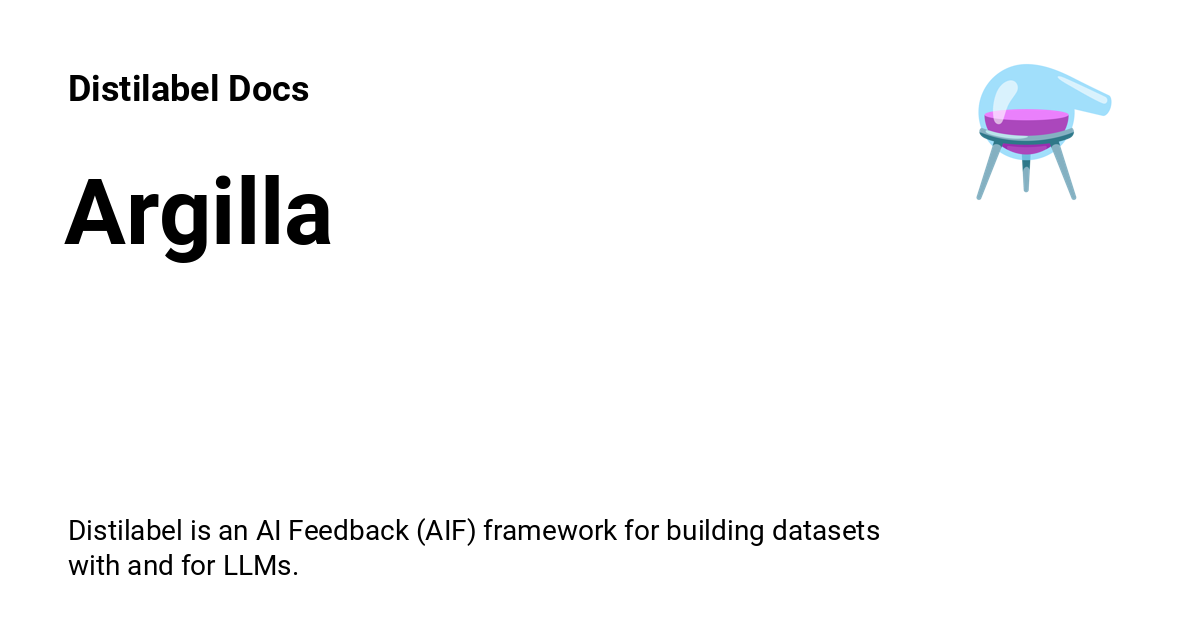 Distilabel Docs
Argilla
Distilabel is an AI Feedback (AIF) framework for building datasets
with and for LLMs.